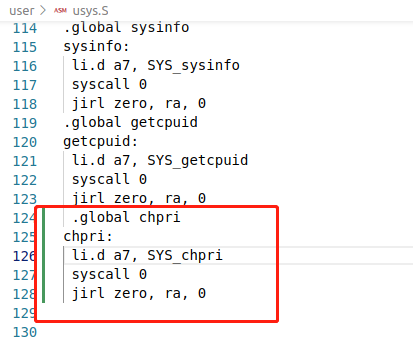 user > ASM usys.S
114 .global sysinfo
115 sysinfo:
116 li.d a7, SYS_sysinfo
117 syscall 0
118 jirl zero, ra, 0
119 .global getcpuid
120 getcpuid:
121 li.d a7, SYS_getcpuid
122 syscall 0
123 jirl zero, ra, 0
124 .global chpri
125 chpri:
126 li.d a7, SYS_chpri
127 syscall 0
128 jirl zero, ra, 0
129
130